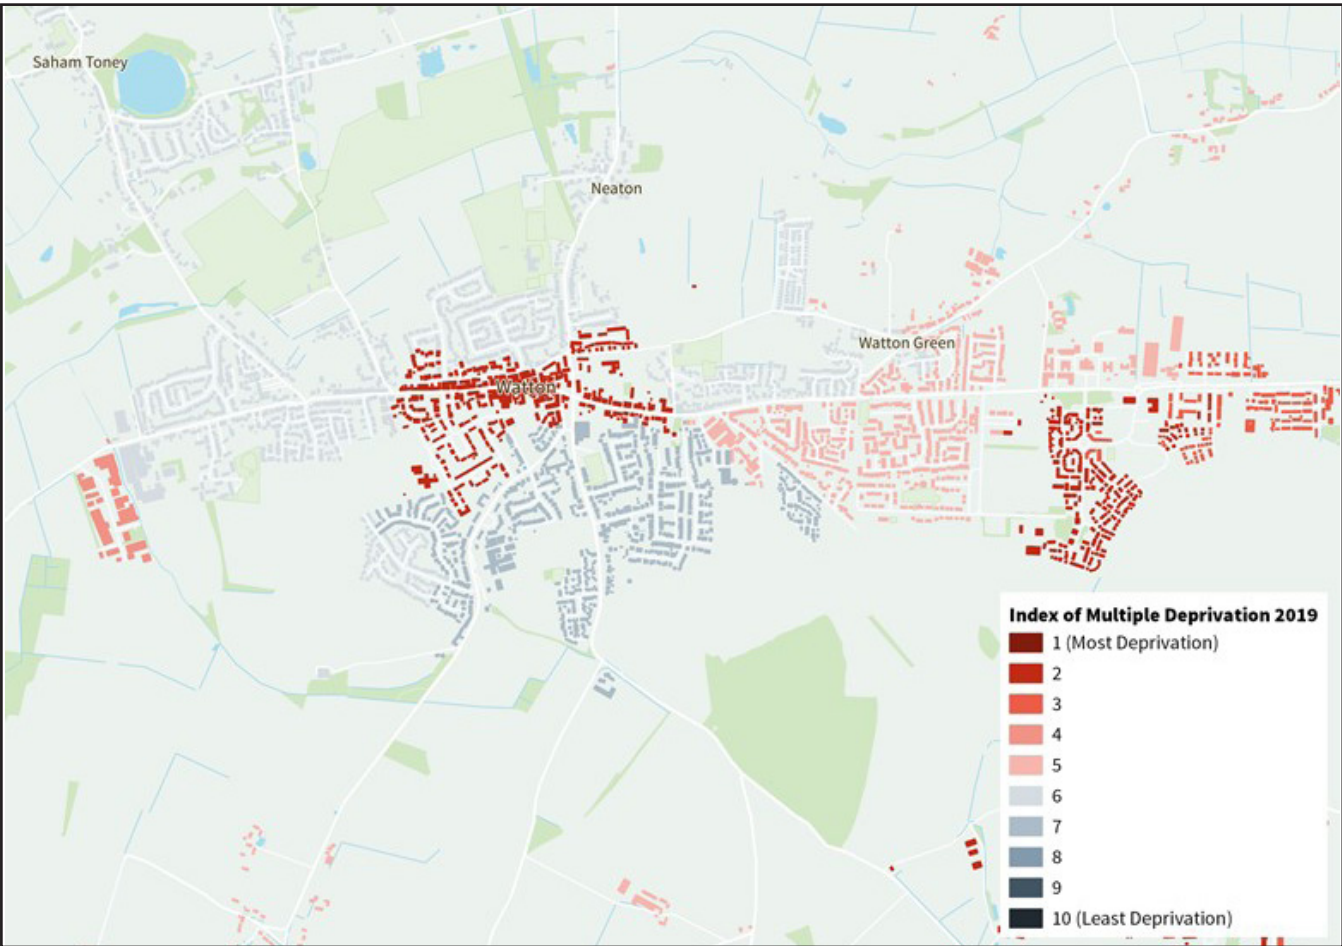 Saham Toney
Neaton
Watton Green
Watton
Index of Multiple Deprivation 2019
1 (Most Deprivation)
2
3
4
5
6
7
8
9
10 (Least Deprivation)